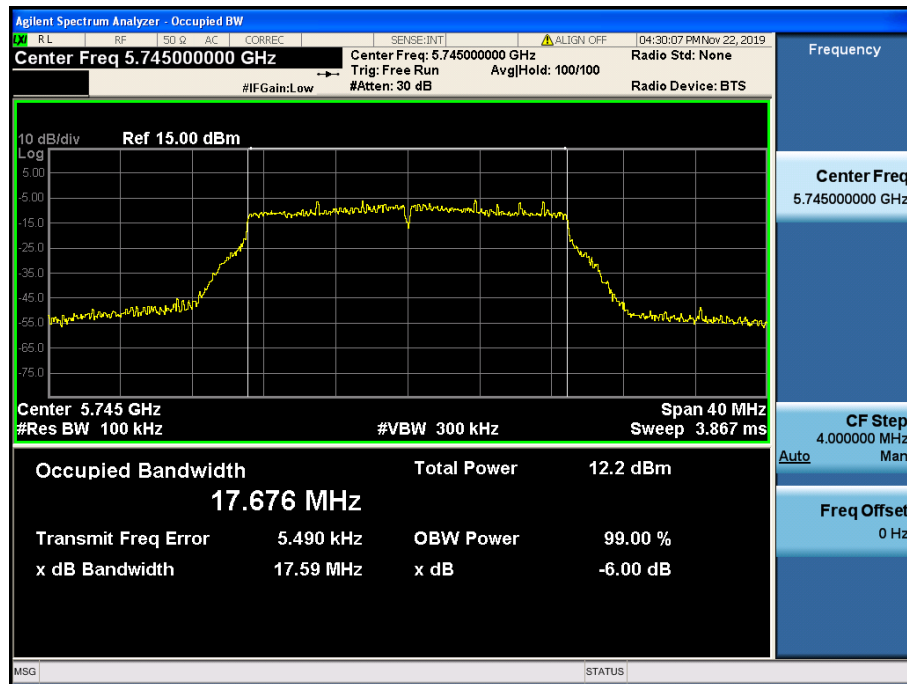 Agilent Spectrum Analyzer - Occupied BW
LXI RL RF 50 Ω AC CORREC SENSE:INT ALIGN OFF 04:30:07 PM Nov 22, 2019
Center Freq 5.745000000 GHz
Center Freq: 5.745000000 GHz Radio Std: None
Trig: Free Run Avg|Hold: 100/100
#IFGain:Low #Atten: 30 dB Radio Device: BTS
10 dB/div Ref 15.00 dBm
Log
5.00
-5.00
-15.0
-25.0
-35.0
-45.0
-55.0
-65.0
-75.0
Center 5.745 GHz Span 40 MHz
#Res BW 100 kHz #VBW 300 kHz Sweep 3.867 ms
Occupied Bandwidth Total Power 12.2 dBm
17.676 MHz
Transmit Freq Error 5.490 kHz OBW Power 99.00 %
x dB Bandwidth 17.59 MHz x dB -6.00 dB
MSG STATUS
Frequency
Center Freq
5.745000000 GHz
CF Step
4.000000 MHz
Auto Man
Freq Offset
0 Hz